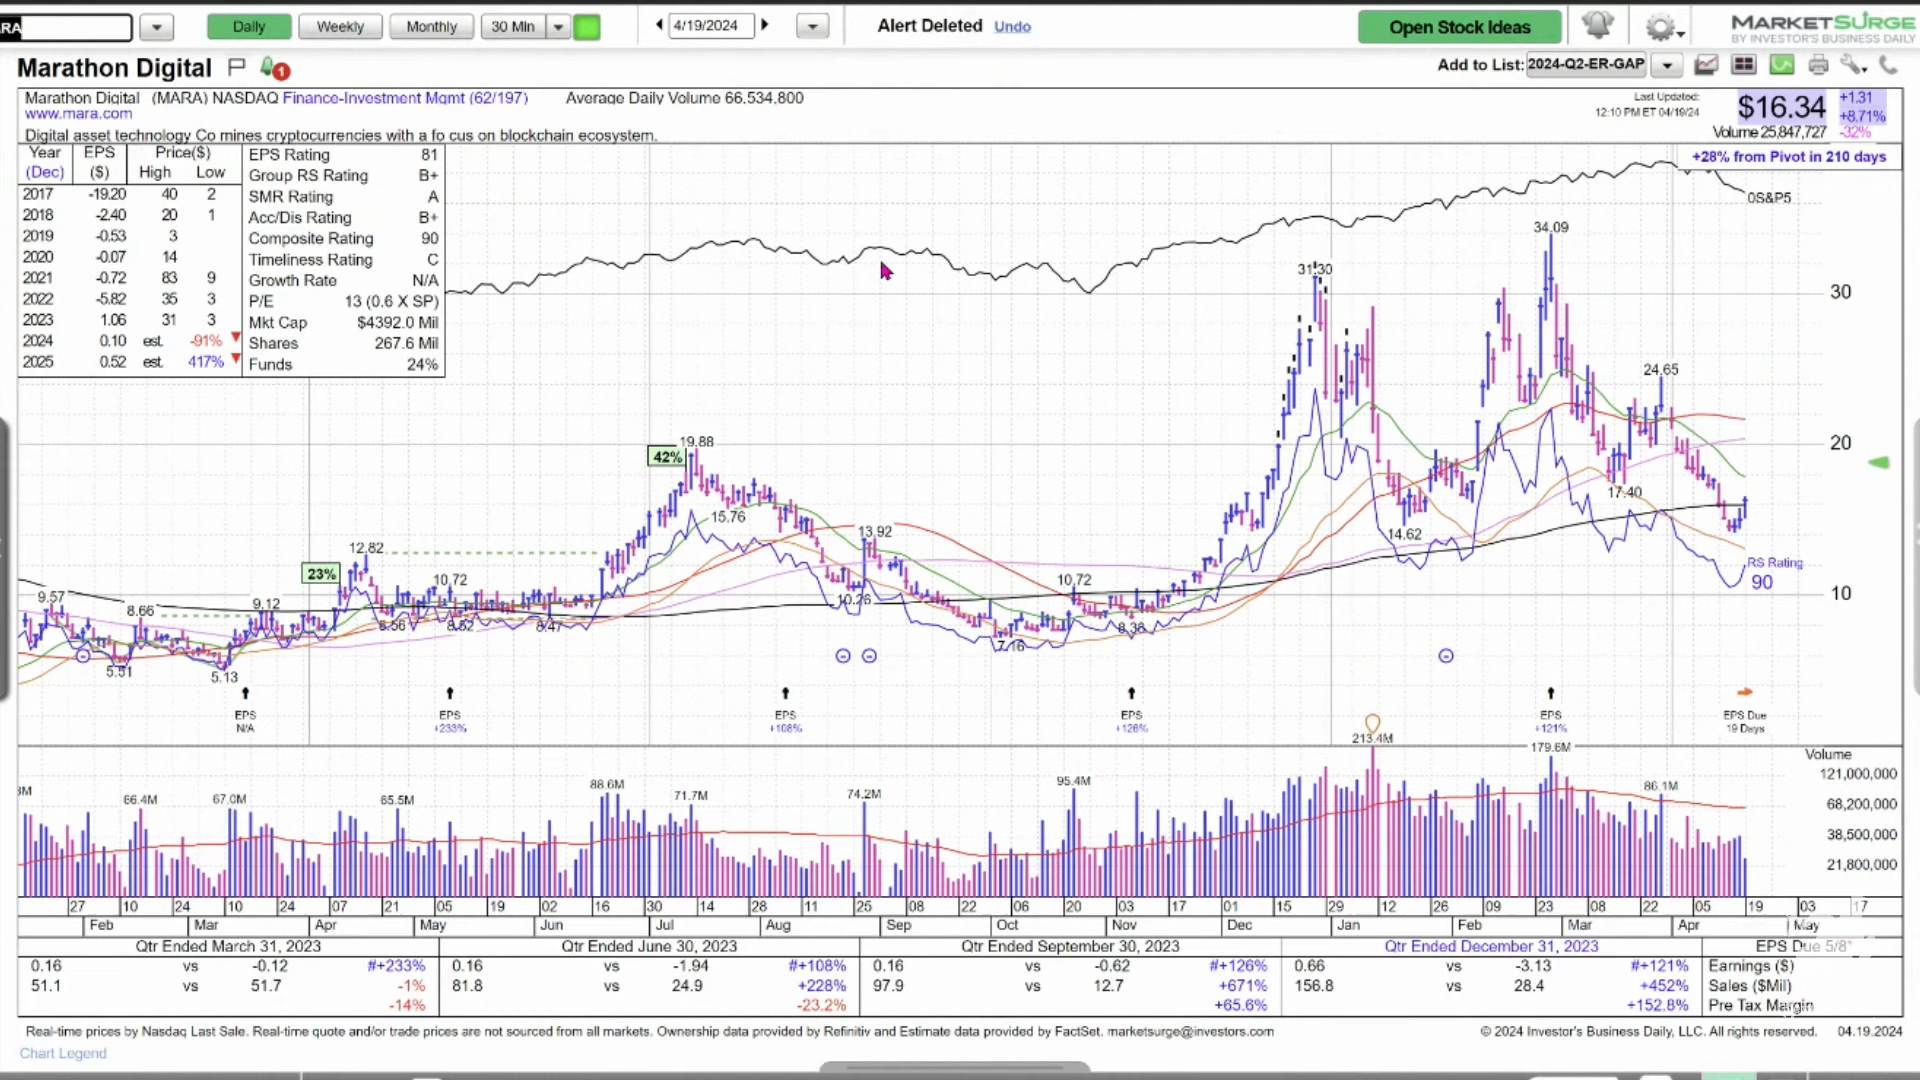 RA
Daily
Weekly
Monthly
30 Min
4/19/2024
Alert Deleted Undo
Open Stock Ideas
MARKETSURGE
BY INVESTOR'S BUSINESS DAILY
Marathon Digital
1
Add to List: 2024-Q2-ER-GAP
Marathon Digital (MARA) NASDAQ Finance-Investment Mgmt (62/197) Average Daily Volume 66,534,800
www.mara.com
Digital asset technology Co mines cryptocurrencies with a fo cus on blockchain ecosystem.
Last Updated:
12:10 PM ET 04/19/24
$16.34
+1.31
+8.71%
Volume 25,847,727 -32%
+28% from Pivot in 210 days
Year EPS Price($)
(Dec) ($) High Low
2017 -19.20 40 2
2018 -2.40 20 1
2019 -0.53 3
2020 -0.07 14
2021 -0.72 83 9
2022 -5.82 35 3
2023 1.06 31 3
2024 0.10 est. -91%
2025 0.52 est. 417%
EPS Rating 81
Group RS Rating B+
SMR Rating A
Acc/Dis Rating B+
Composite Rating 90
Timeliness Rating C
Growth Rate N/A
P/E 13 (0.6 X SP)
Mkt Cap $4392.0 Mil
Shares 267.6 Mil
Funds 24%
0S&P5
34.09
31.30
30
24.65
20
19.88
42%
17.40
15.76
14.62
13.92
12.82
23%
RS Rating
90
10.72
10.72
10.26
10
9.57
9.12
8.66
8.56
8.52
8.47
8.38
7.16
5.51
5.13
EPS
N/A
EPS
+233%
EPS
+108%
EPS
+126%
EPS
+121%
EPS Due
19 Days
213.4M
179.6M
Volume
121,000,000
68,200,000
38,500,000
21,800,000
66.4M
67.0M
65.5M
88.6M
71.7M
74.2M
95.4M
86.1M
27 10 24 10 24 07 21 05 19 02 16 30 14 28 11 25 08 22 06 20 03 17 01 15 29 12 26 09 23 08 22 05 19 03 17
Feb Mar Apr May Jun Jul Aug Sep Oct Nov Dec Jan Feb Mar Apr May
Qtr Ended March 31, 2023
0.16 vs -0.12 #+233%
51.1 vs 51.7 -1%
-14%
Qtr Ended June 30, 2023
0.16 vs -1.94 #+108%
81.8 vs 24.9 +228%
-23.2%
Qtr Ended September 30, 2023
0.16 vs -0.62 #+126%
97.9 vs 12.7 +671%
+65.6%
Qtr Ended December 31, 2023
0.66 vs -3.13 #+121%
156.8 vs 28.4 +452%
+152.8%
EPS Due 5/8*
Earnings ($)
Sales ($Mil)
Pre Tax Margin
Real-time prices by Nasdaq Last Sale. Real-time quote and/or trade prices are not sourced from all markets. Ownership data provided by Refinitiv and Estimate data provided by FactSet. marketsurge@investors.com
© 2024 Investor's Business Daily, LLC. All rights reserved. 04.19.2024
Chart Legend